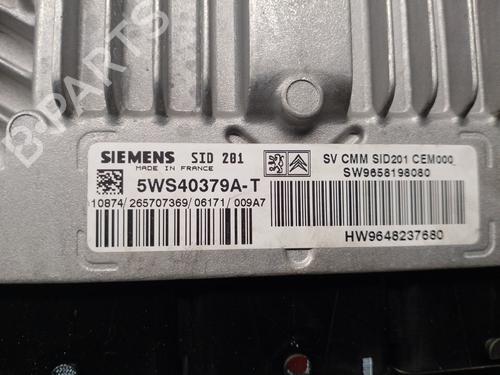 B-PARTS
SIEMENS SID 201
MADE IN FRANCE
5WS40379A-T
10874/265707369/06171/009A7
SV CMM SID201 CEM000
SW9658198080
HW9648237680